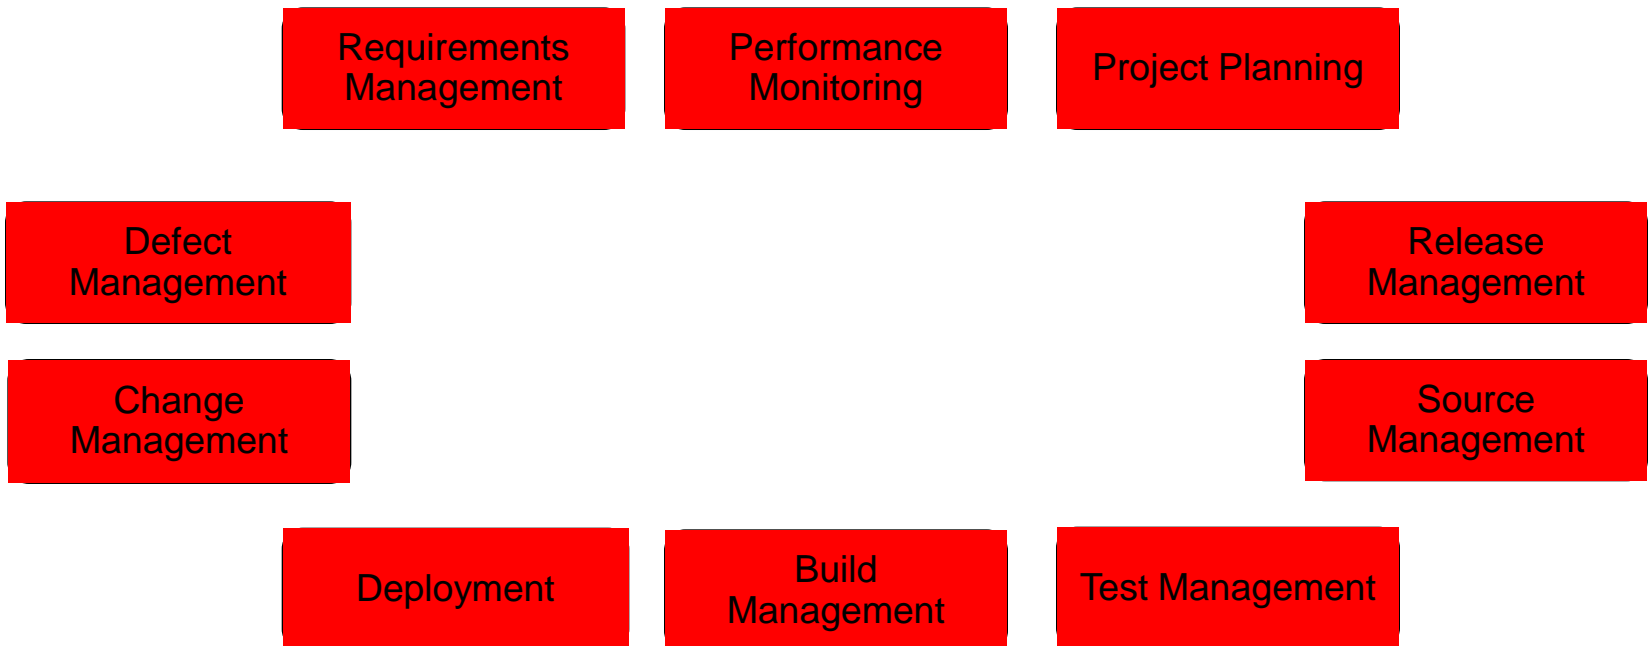 Requirements
Management
Performance
Monitoring
Project Planning
Defect
Management
Release
Management
Change
Management
Source
Management
Deployment
Build
Management
Test Management